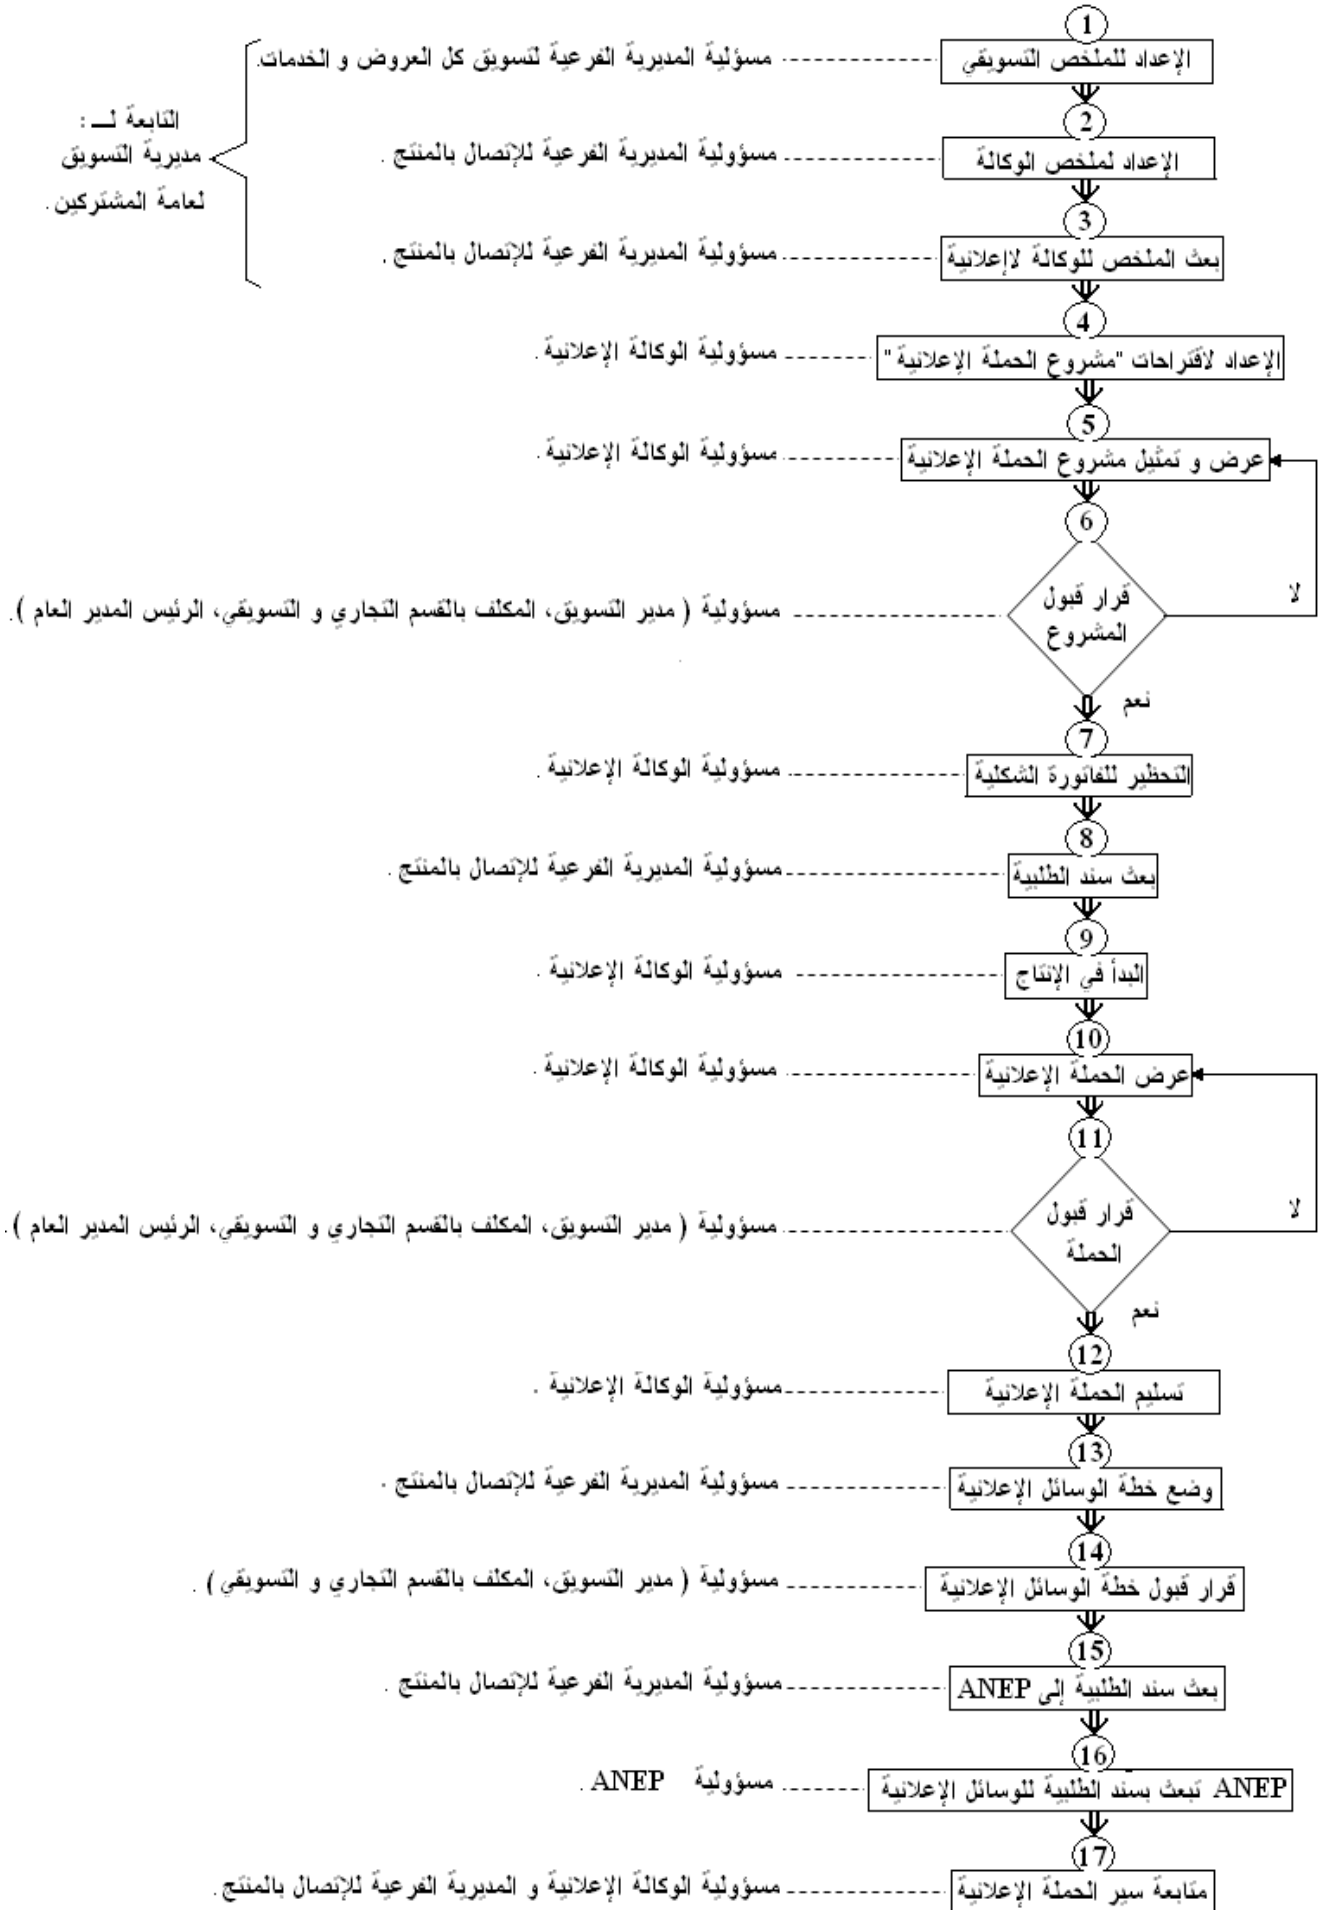 1
الإعداد للملخص التسويقي
مسؤلية المديرية الفرعية لتسويق كل العروض و الخدمات.
التابعة لـــ :
مديرية التسويق
لعامة المشتركين .
2
الإعداد لملخص الوكالة
مسؤولية المديرية الفرعية للإتصال بالمنتج .
3
بعث الملخص للوكالة لاإعلانية
مسؤولية المديرية الفرعية للإتصال بالمنتج .
4
الإعداد لاقتراحات "مشروع الحملة الإعلانية "
مسؤولية الوكالة الإعلانية .
5
عرض و تمثيل مشروع الحملة الإعلانية
مسؤولية الوكالة الإعلانية .
6
قرار قبول
المشروع
لا
مسؤولية ( مدير التسويق، المكلف بالقسم التجاري و التسويقي، الرئيس المدير العام ).
نعم
7
التحظير للفاتورة الشكلية
مسؤولية الوكالة الإعلانية .
8
بعث سند الطلبية
مسؤولية المديرية الفرعية للإتصال بالمنتج .
9
البدأ في الإنتاج
مسؤولية الوكالة الإعلانية .
10
عرض الحملة الإعلانية
مسؤولية الوكالة الإعلانية .
11
قرار قبول
الحملة
لا
مسؤولية ( مدير التسويق، المكلف بالقسم التجاري و التسويقي، الرئيس المدير العام ).
نعم
12
تسليم الحملة الإعلانية
مسؤولية الوكالة الإعلانية .
13
وضع خطة الوسائل الإعلانية
مسؤولية المديرية الفرعية للإتصال بالمنتج .
14
قرار قبول خطة الوسائل الإعلانية
مسؤولية ( مدير التسويق، المكلف بالقسم التجاري و التسويقي ) .
15
بعث سند الطلبية إلى ANEP
مسؤولية المديرية الفرعية للإتصال بالمنتج .
16
ANEP تبعث بسند الطلبية للوسائل الإعلانية
مسؤولية ANEP .
17
متابعة سير الحملة الإعلانية
مسؤولية الوكالة الإعلانية و المديرية الفرعية للإتصال بالمنتج .